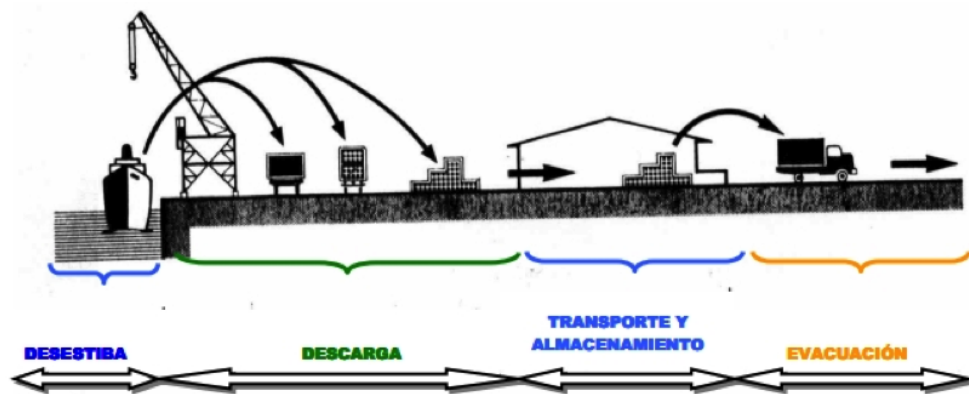 DESESTIBA
DESCARGA
TRANSPORTE Y
ALMACENAMIENTO
EVACUACIÓN